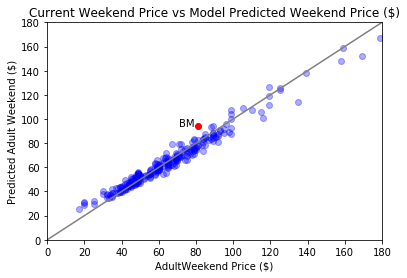 Current Weekend Price vs Model Predicted Weekend Price ($)
180
160
140
120
100
80
60
40
20
0
Predicted Adult Weekend ($)
BM
0 20 40 60 80 100 120 140 160 180
AdultWeekend Price ($)